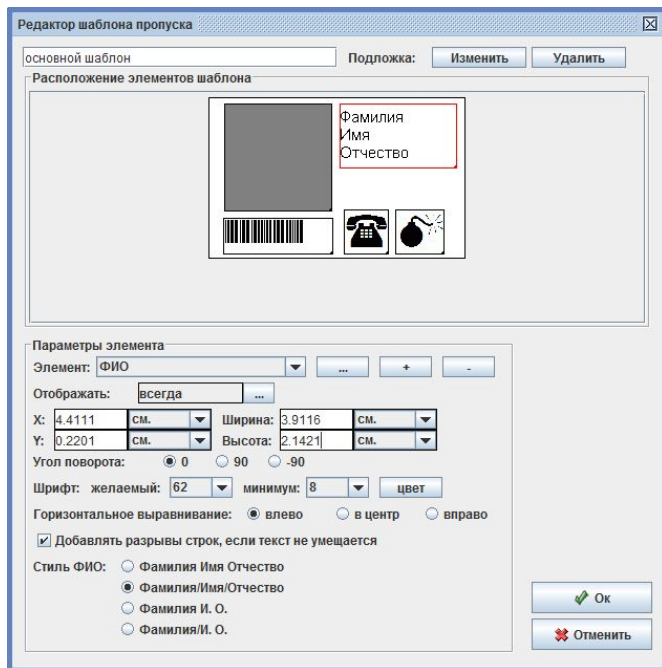 Редактор шаблона пропуска
основной шаблон Подложка: Изменить Удалить
Расположение элементов шаблона
Фамилия
Имя
Отчество
Параметры элемента
Элемент: ФИО ... + -
Отображать: всегда ...
X: 4.4111 см. Ширина: 3.9116 см.
Y: 0.2201 см. Высота: 2.1421 см.
Угол поворота: 0 90 -90
Шрифт: желаемый: 62 минимум: 8 цвет
Горизонтальное выравнивание: влево в центр вправо
Добавлять разрывы строк, если текст не умещается
Стиль ФИО: Фамилия Имя Отчество
Фамилия/Имя/Отчество
Фамилия И. О.
Фамилия/И. О.
Ок
Отменить